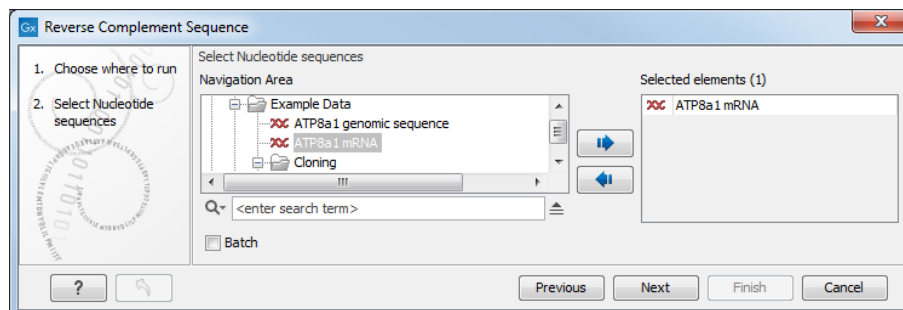 Gx Reverse Complement Sequence
1. Choose where to run
2. Select Nucleotide
sequences
Select Nucleotide sequences
Navigation Area
Example Data
ATP8a1 genomic sequence
ATP8a1 mRNA
Cloning
<enter search term>
Batch
Selected elements (1)
ATP8a1 mRNA
?
Previous
Next
Finish
Cancel